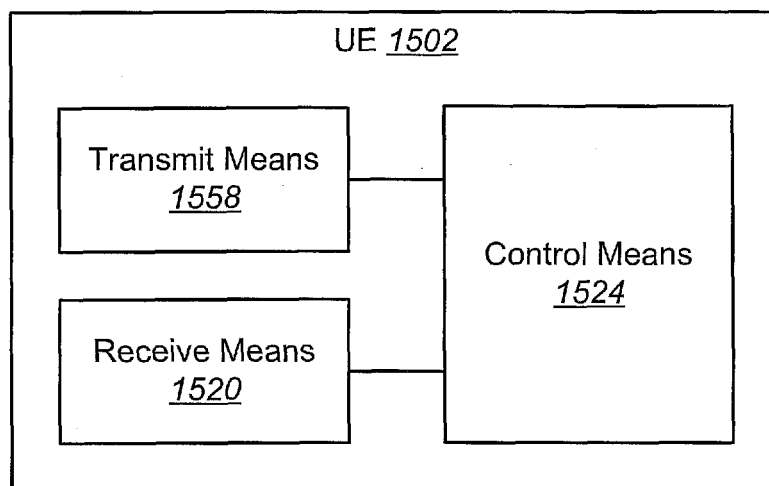 UE 1502
Transmit Means
1558
Control Means
1524
Receive Means
1520